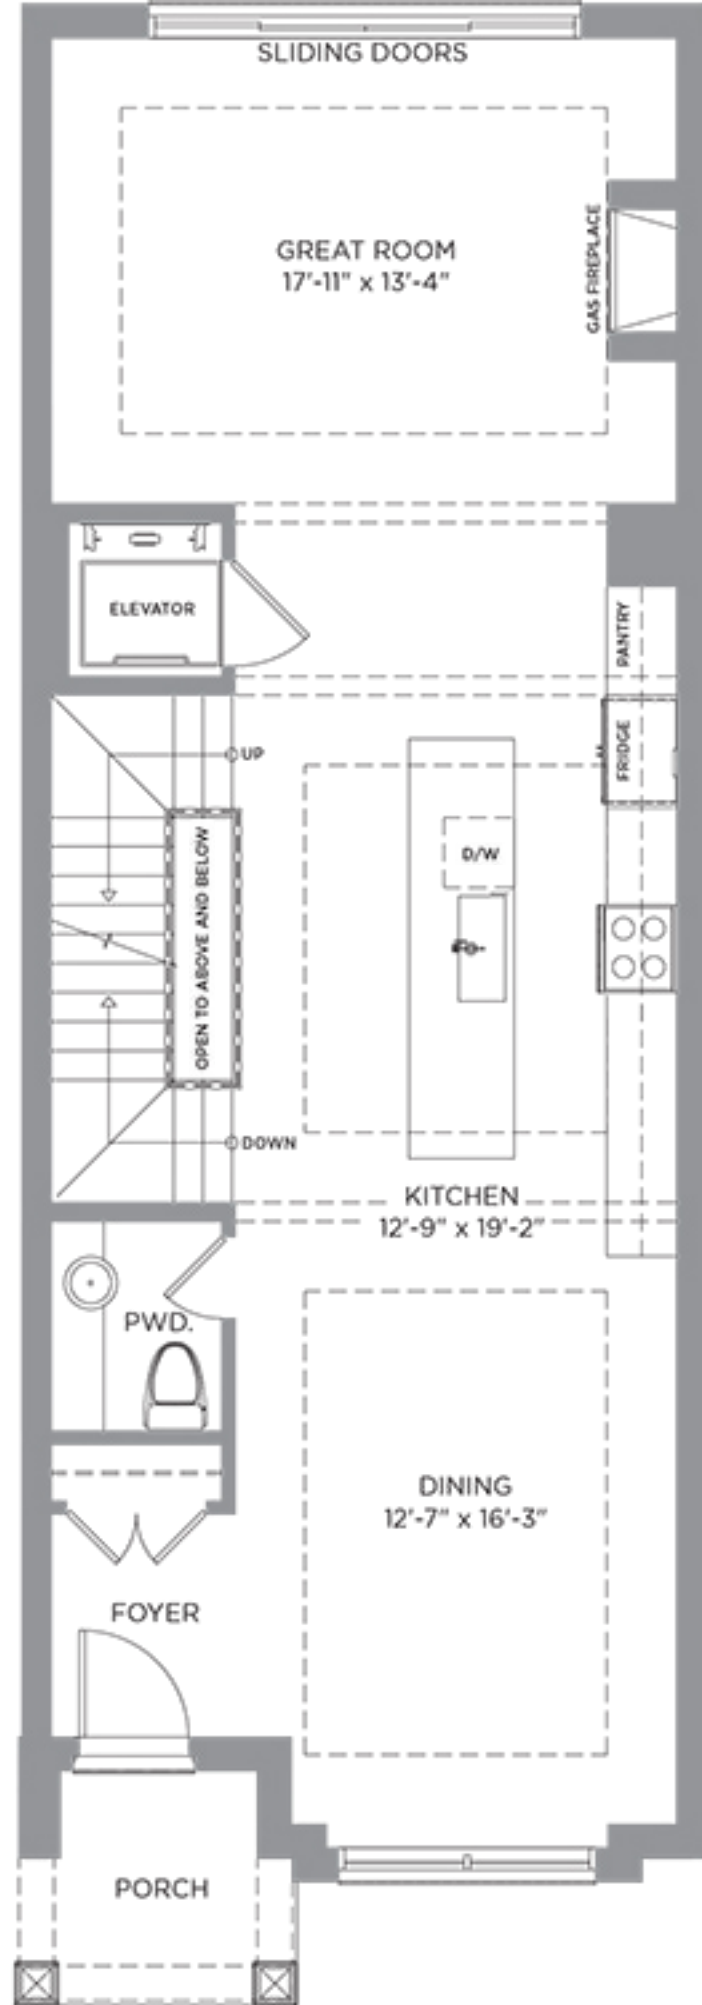 SLIDING DOORS
GREAT ROOM
17'-11" x 13'-4"
GAS FIREPLACE
ELEVATOR
PANTRY
FRIDGE
UP
D/W
OPEN TO ABOVE AND BELOW
DOWN
KITCHEN
12'-9" x 19'-2"
PWD.
DINING
12'-7" x 16'-3"
FOYER
PORCH